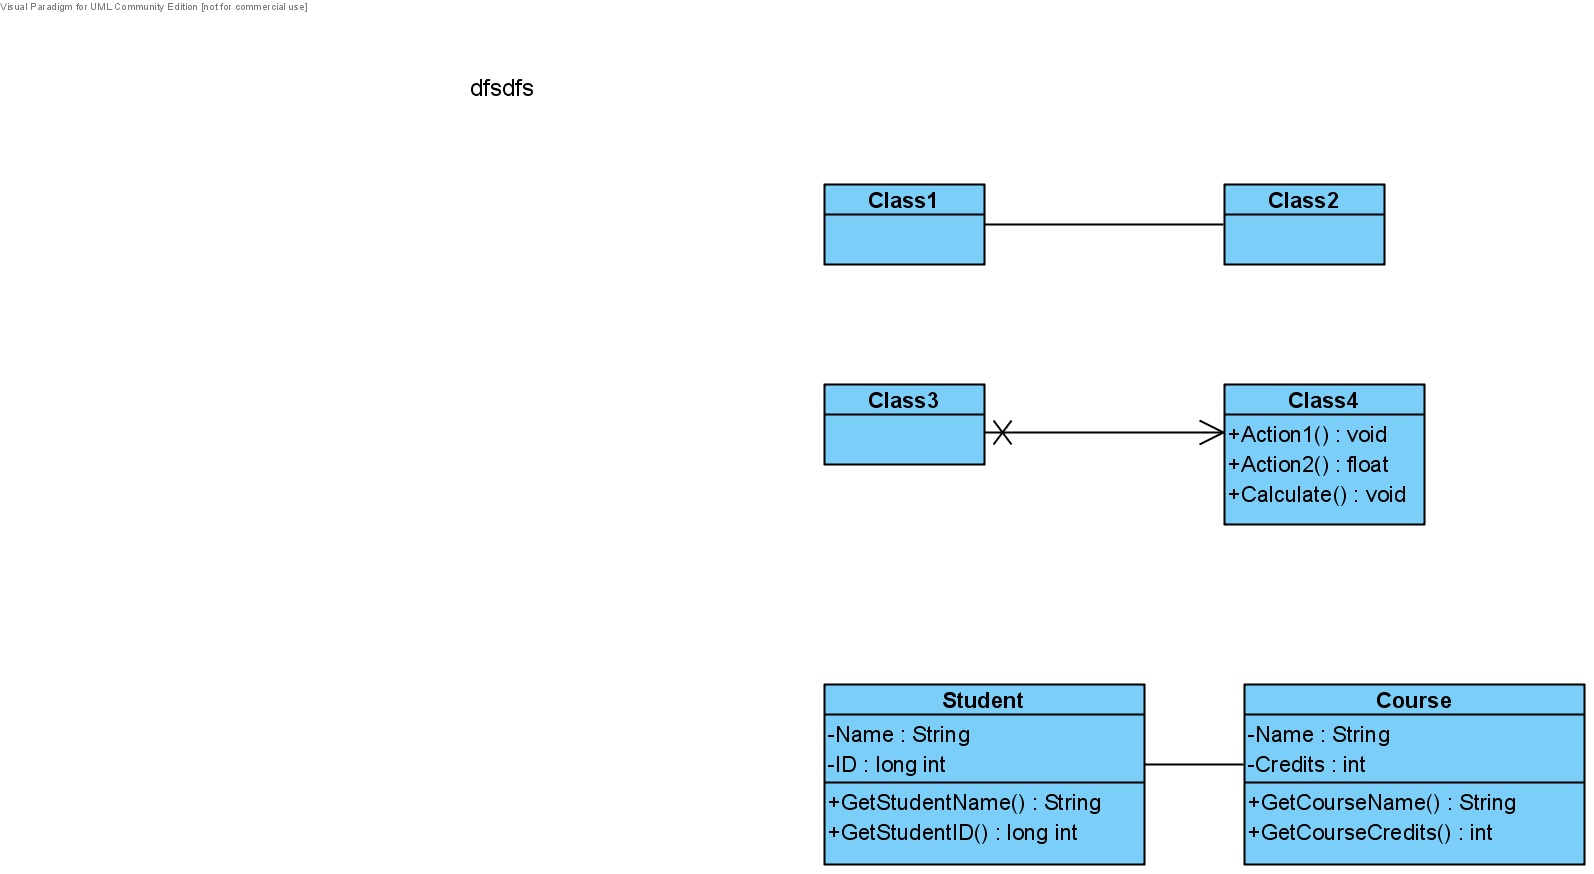 Visual Paradigm for UML Community Edition [not for commercial use]
dfsdfs
Class1
Class2
Class3
Class4
+Action1() : void
+Action2() : float
+Calculate() : void
Student
-Name : String
-ID : long int
+GetStudentName() : String
+GetStudentID() : long int
Course
-Name : String
-Credits : int
+GetCourseName() : String
+GetCourseCredits() : int